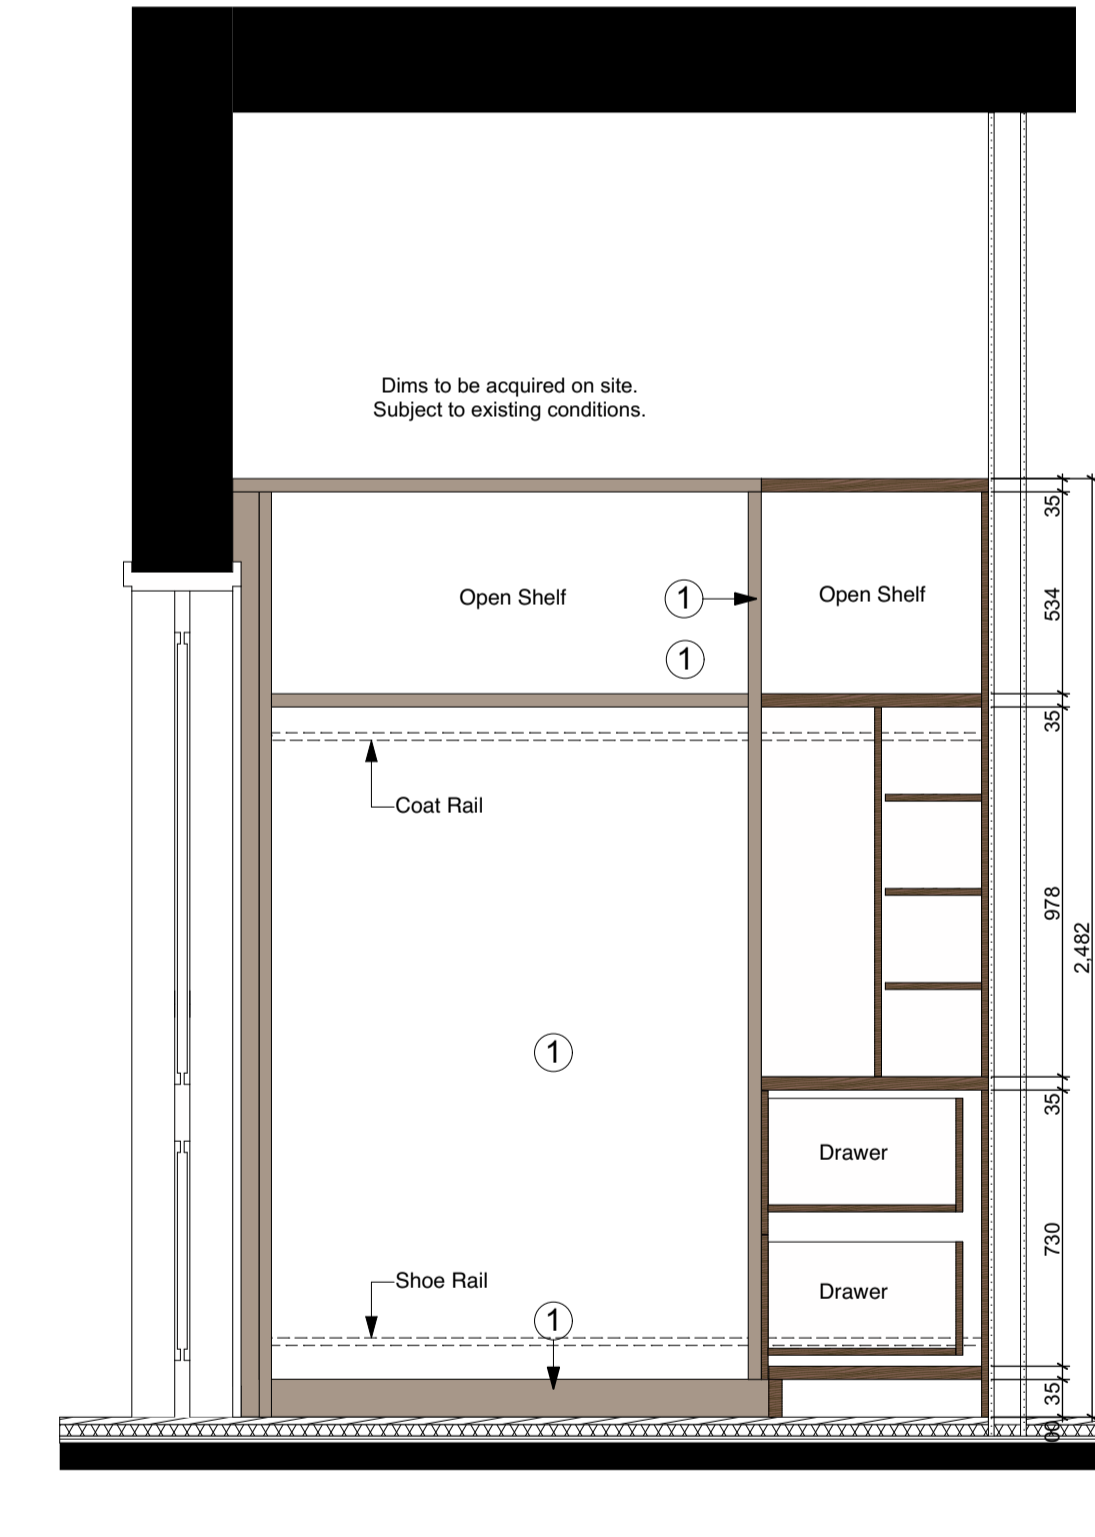 Dims to be acquired on site.
Subject to existing conditions.
35
Open Shelf
1
Open Shelf
534
1
35
Coat Rail
978
2,482
1
35
Drawer
730
Shoe Rail
Drawer
1
35